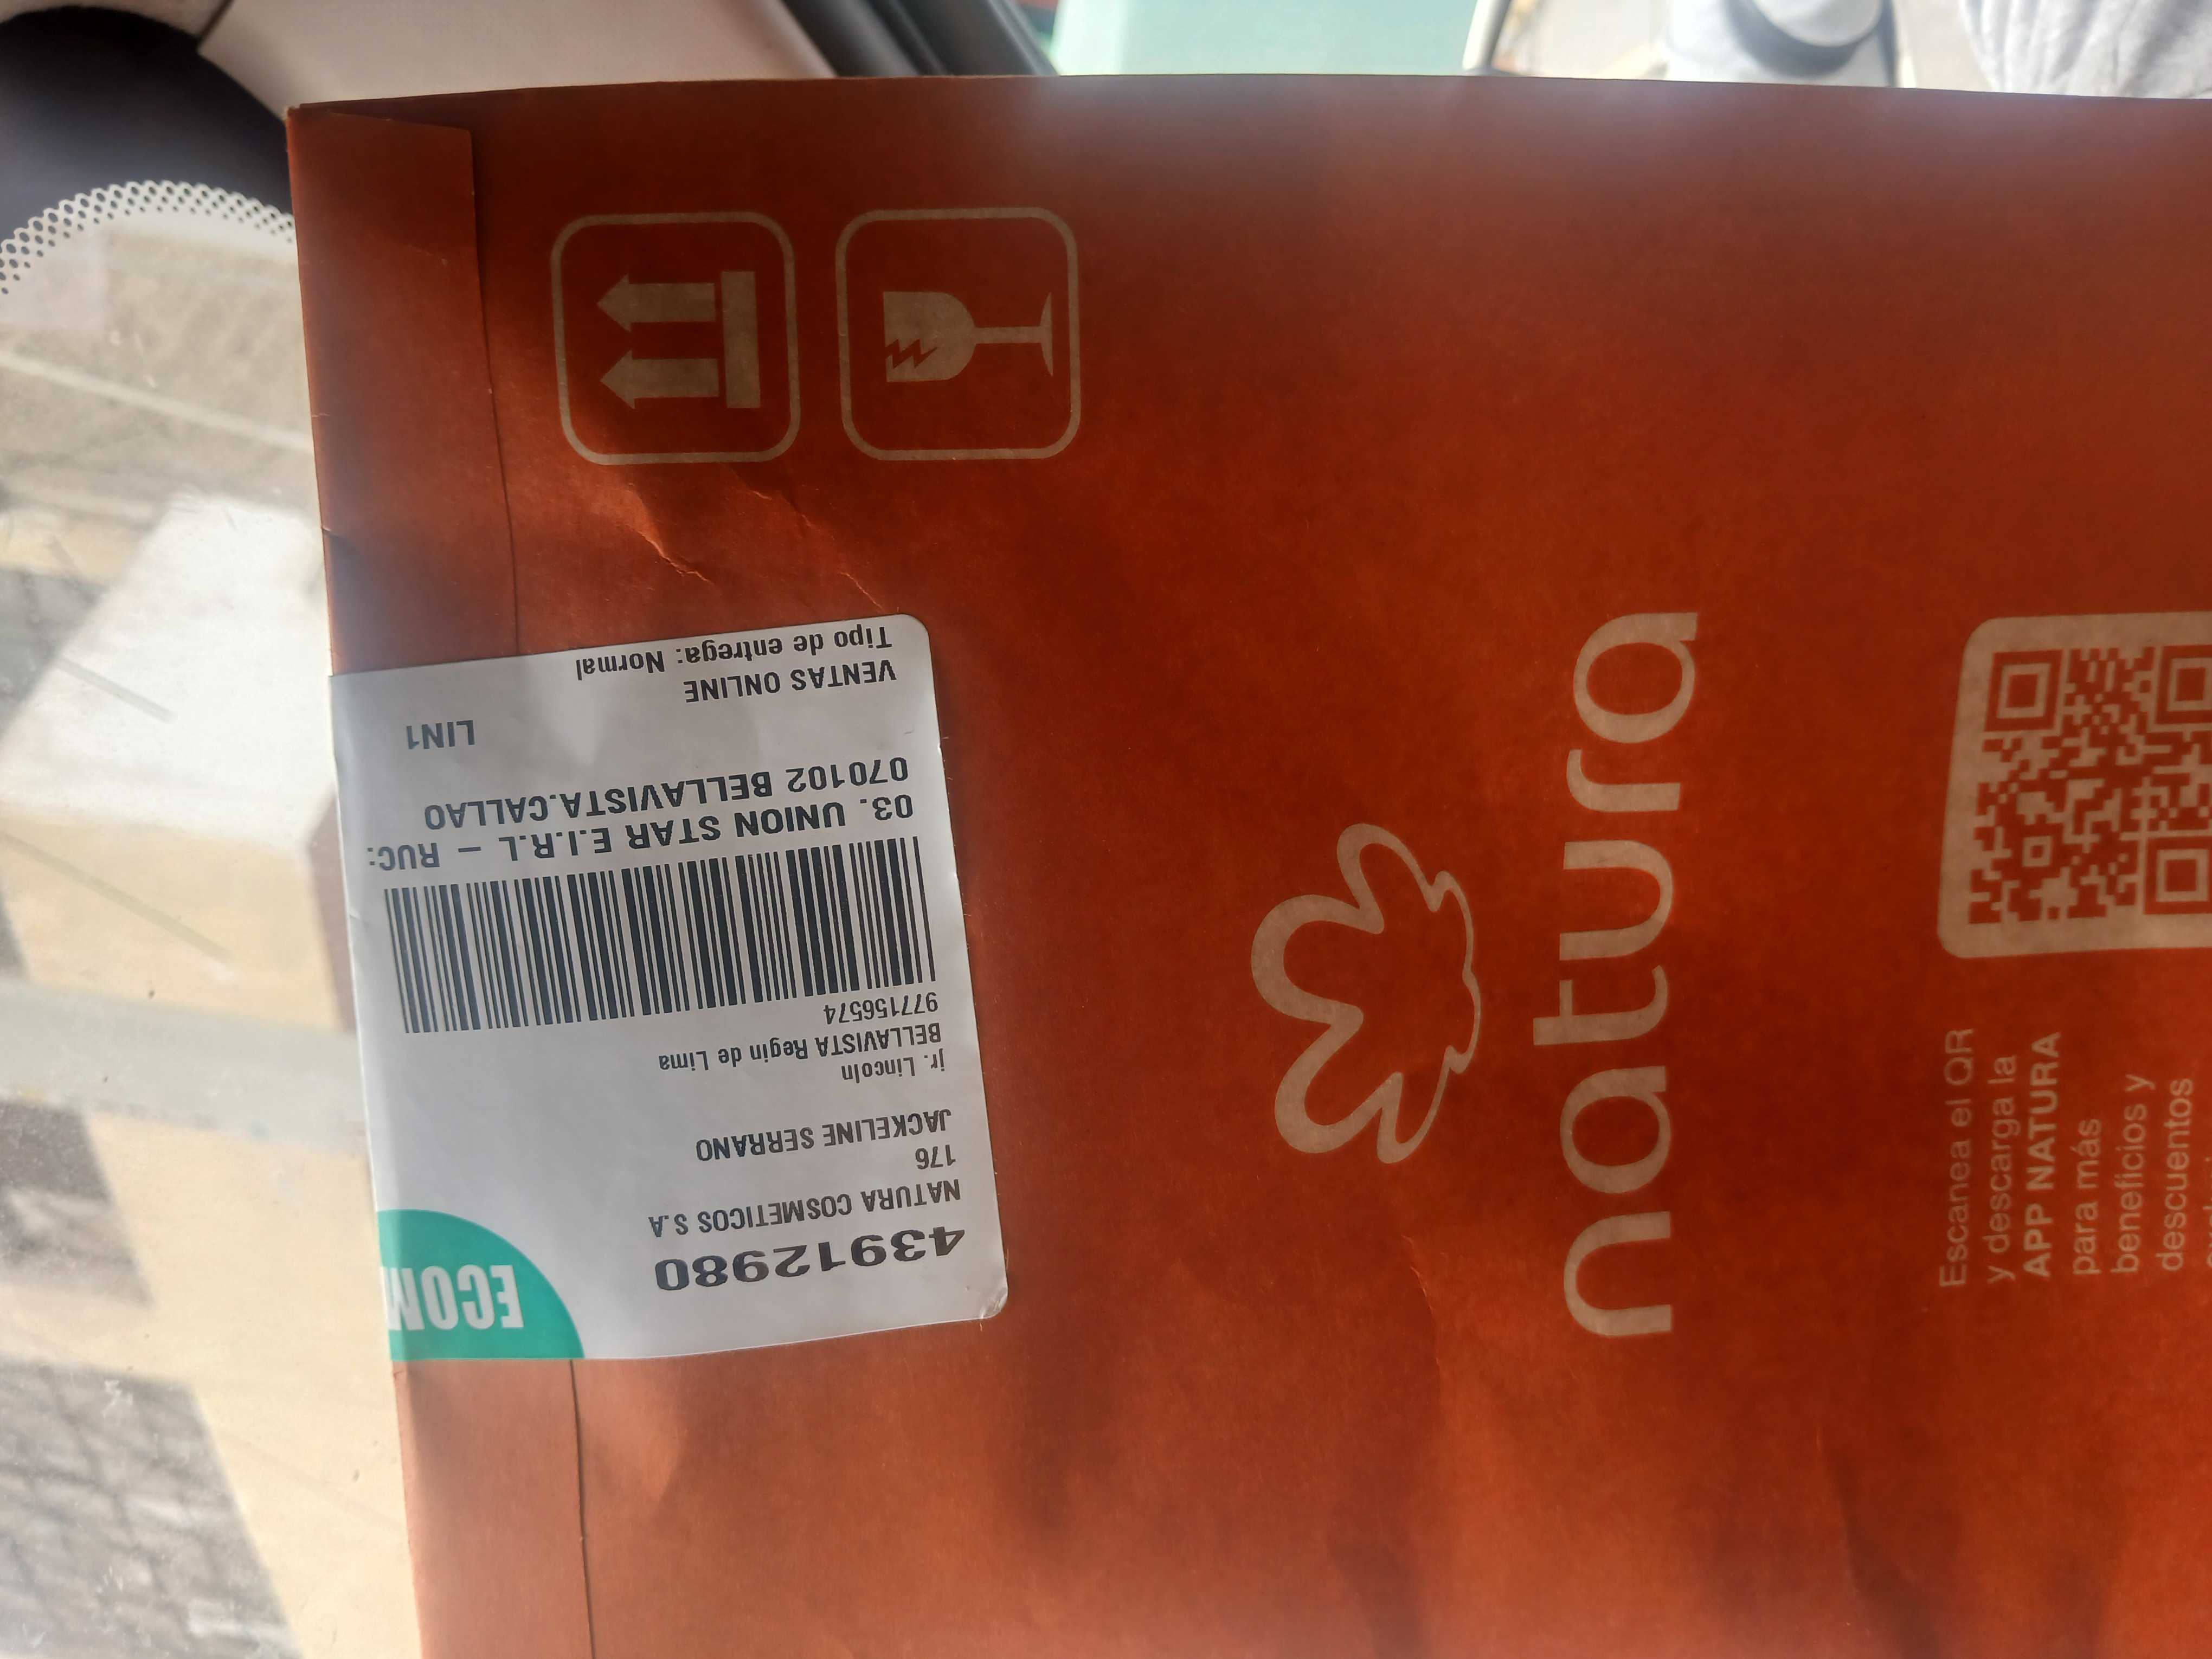 43912980
NATURA COSMETICOS S.A
176
JACKELINE SERRANO
jr. Lincoln
BELLAVISTA Regin de Lima
977156574
03. UNION STAR E.I.R.L - RUC:
070102 BELLAVISTA.CALLAO
LIN1
VENTAS ONLINE
Tipo de entrega: Normal
ECOM
natura
Escanea el QR
y descarga la
APP NATURA
para más
beneficios y
descuentos